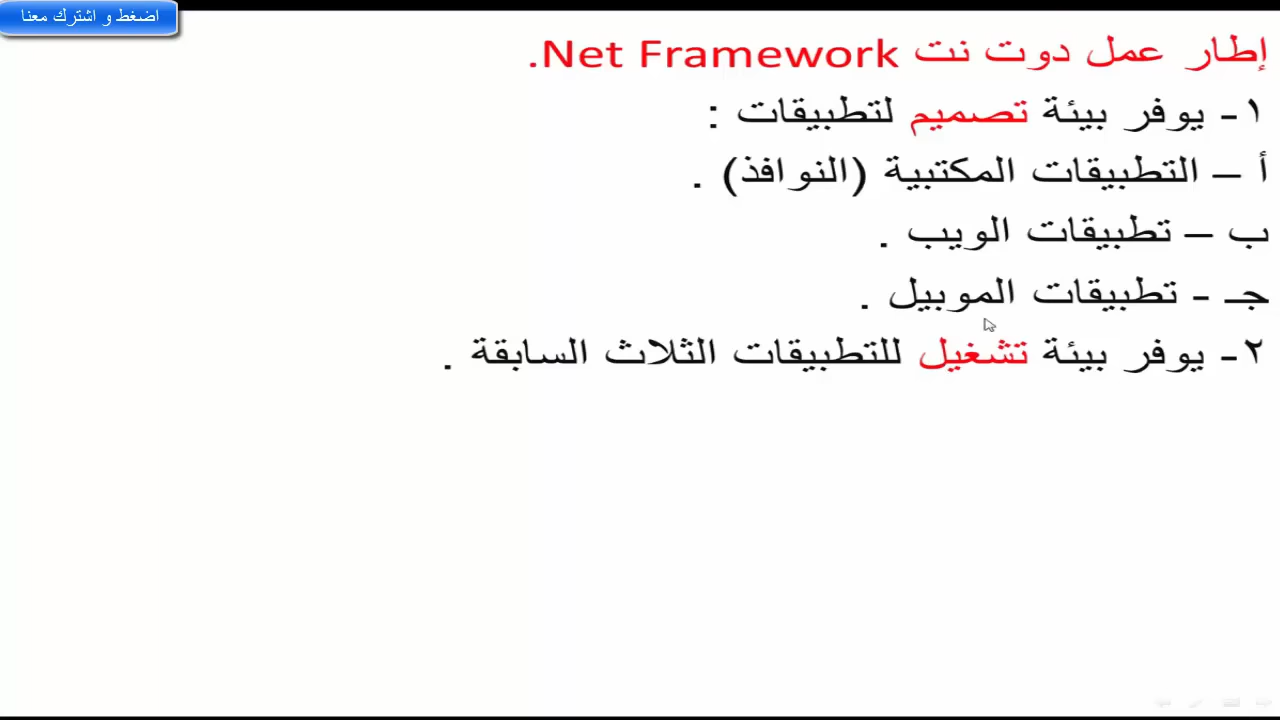 اضغط و اشترك معنا
إطار عمل دوت نت Net Framework.
١- يوفر بيئة تصميم لتطبيقات :
أ – التطبيقات المكتبية (النوافذ) .
ب – تطبيقات الويب .
جـ - تطبيقات الموبيل .
٢- يوفر بيئة تشغيل للتطبيقات الثلاث السابقة .